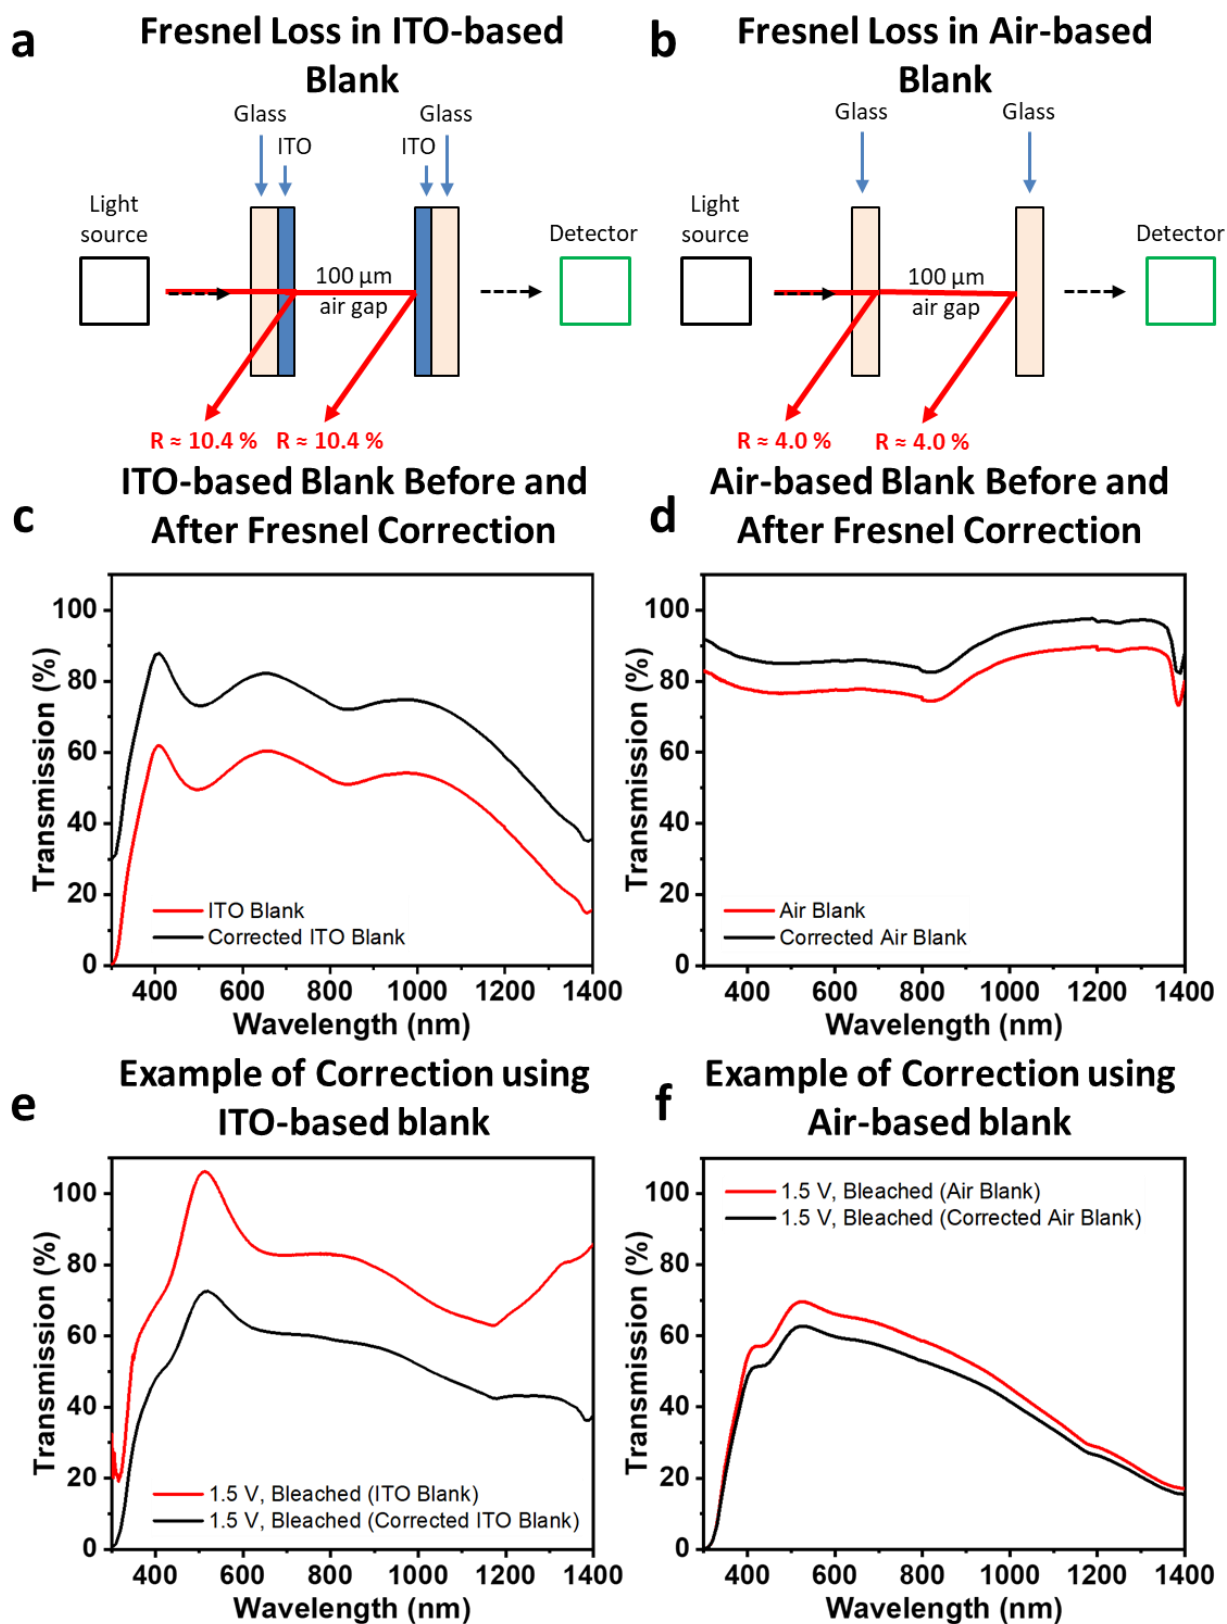 a
Fresnel Loss in ITO-based
Blank
Glass
Glass
ITO
ITO
Light
source
100 µm
air gap
Detector
R ≈ 10.4 %
R ≈ 10.4 %
b
Fresnel Loss in Air-based
Blank
Glass
Glass
Light
source
100 µm
air gap
Detector
R ≈ 4.0 %
R ≈ 4.0 %
c
ITO-based Blank Before and
After Fresnel Correction
Transmission (%)
100
80
60
40
20
0
ITO Blank
Corrected ITO Blank
400 600 800 1000 1200 1400
Wavelength (nm)
d
Air-based Blank Before and
After Fresnel Correction
Transmission (%)
100
80
60
40
20
0
Air Blank
Corrected Air Blank
400 600 800 1000 1200 1400
Wavelength (nm)
e
Example of Correction using
ITO-based blank
Transmission (%)
100
80
60
40
20
0
1.5 V, Bleached (ITO Blank)
1.5 V, Bleached (Corrected ITO Blank)
400 600 800 1000 1200 1400
Wavelength (nm)
f
Example of Correction using
Air-based blank
Transmission (%)
100
80
60
40
20
0
1.5 V, Bleached (Air Blank)
1.5 V, Bleached (Corrected Air Blank)
400 600 800 1000 1200 1400
Wavelength (nm)